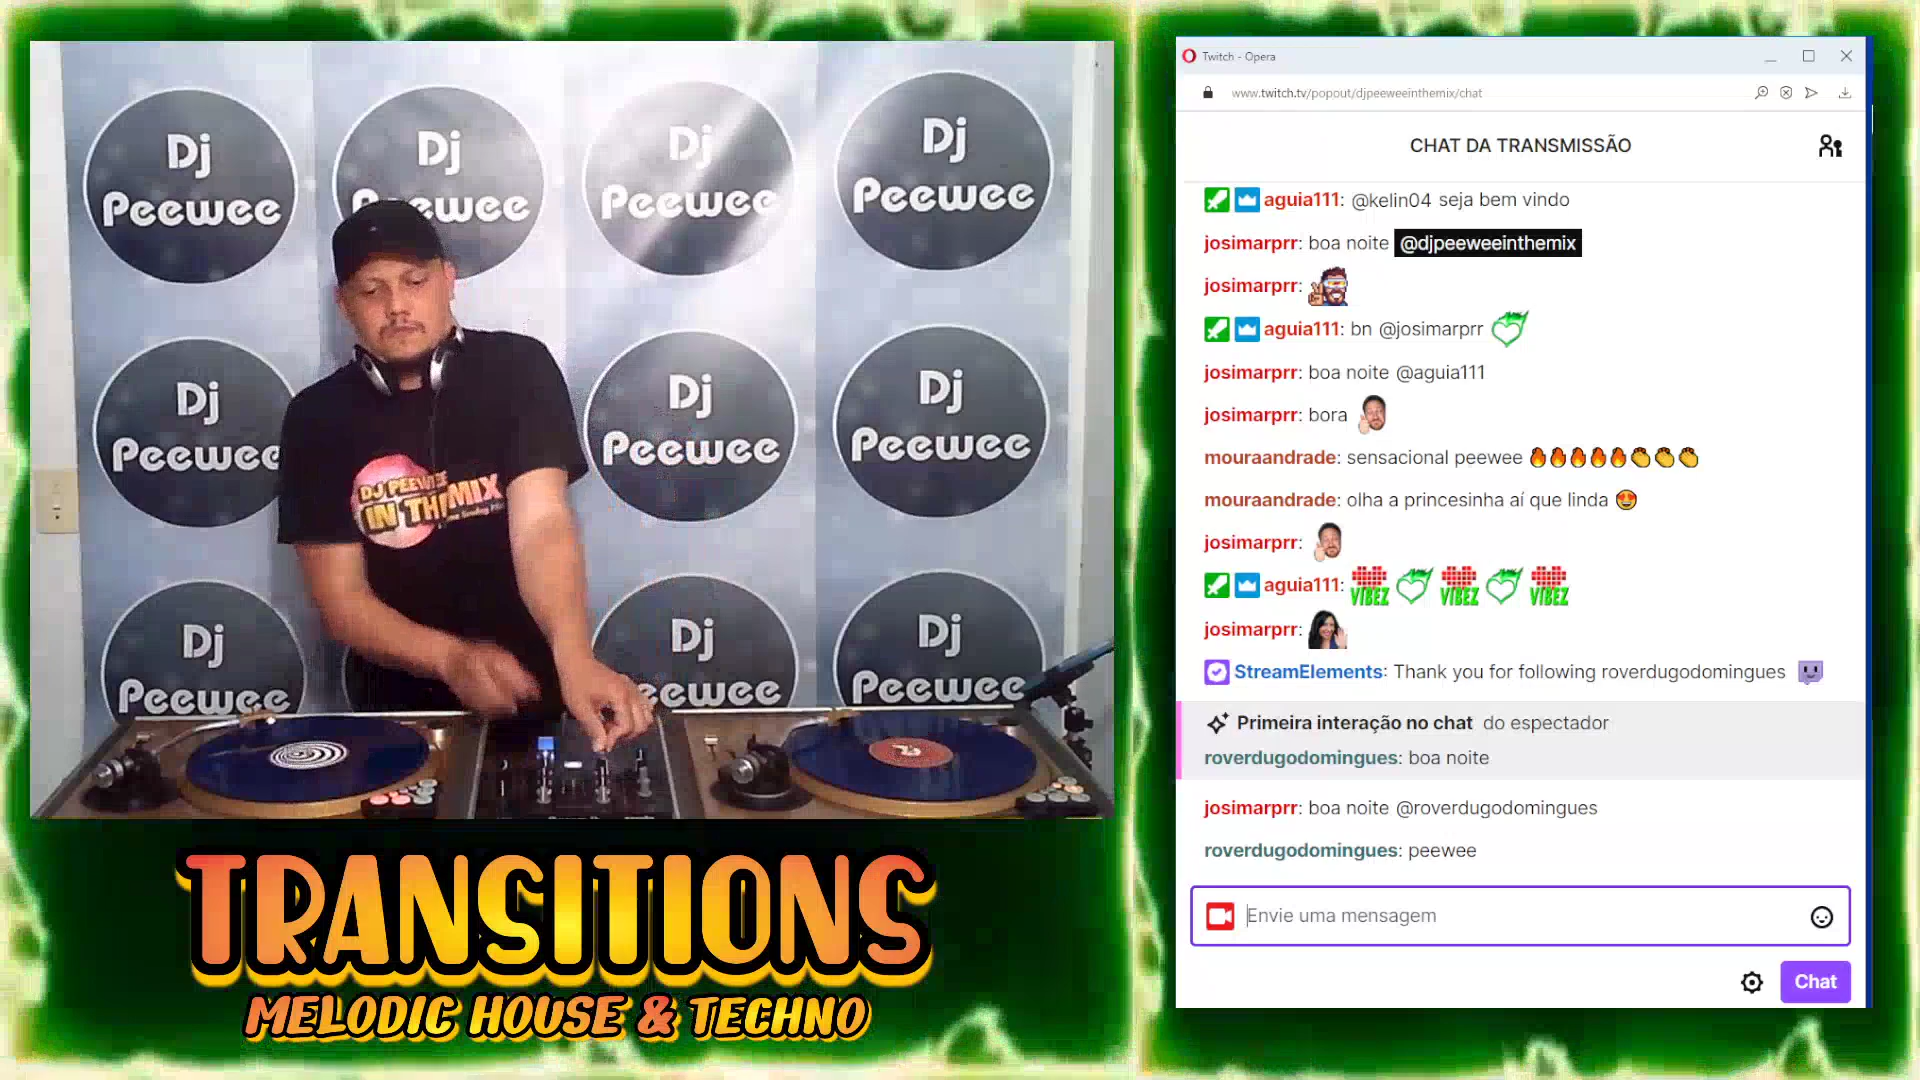 Dj
Peewee
Dj
Peewee
Dj
Peewee
Dj
Peewee
Dj
Peewee
Dj
Peewee
Dj
Peewee
Dj
Peewee
Dj
Peewee
Dj
Peewee
DJ PEEWEE
IN THE MIX
TRANSITIONS
MELODIC HOUSE & TECHNO
Twitch - Opera
www.twitch.tv/popout/djpeeweeinthemix/chat
CHAT DA TRANSMISSÃO
aguia111: @kelin04 seja bem vindo
josimarprr: boa noite @djpeeweeinthemix
josimarprr:
aguia111: bn @josimarprr
josimarprr: boa noite @aguia111
josimarprr: bora
mouraandrade: sensacional peewee 🔥🔥🔥🔥🔥👏👏👏
mouraandrade: olha a princesinha aí que linda 😍
josimarprr:
aguia111: VIBEZ VIBEZ VIBEZ
josimarprr:
StreamElements: Thank you for following roverdugodomingues
Primeira interação no chat do espectador
roverdugodomingues: boa noite
josimarprr: boa noite @roverdugodomingues
roverdugodomingues: peewee
Envie uma mensagem
Chat